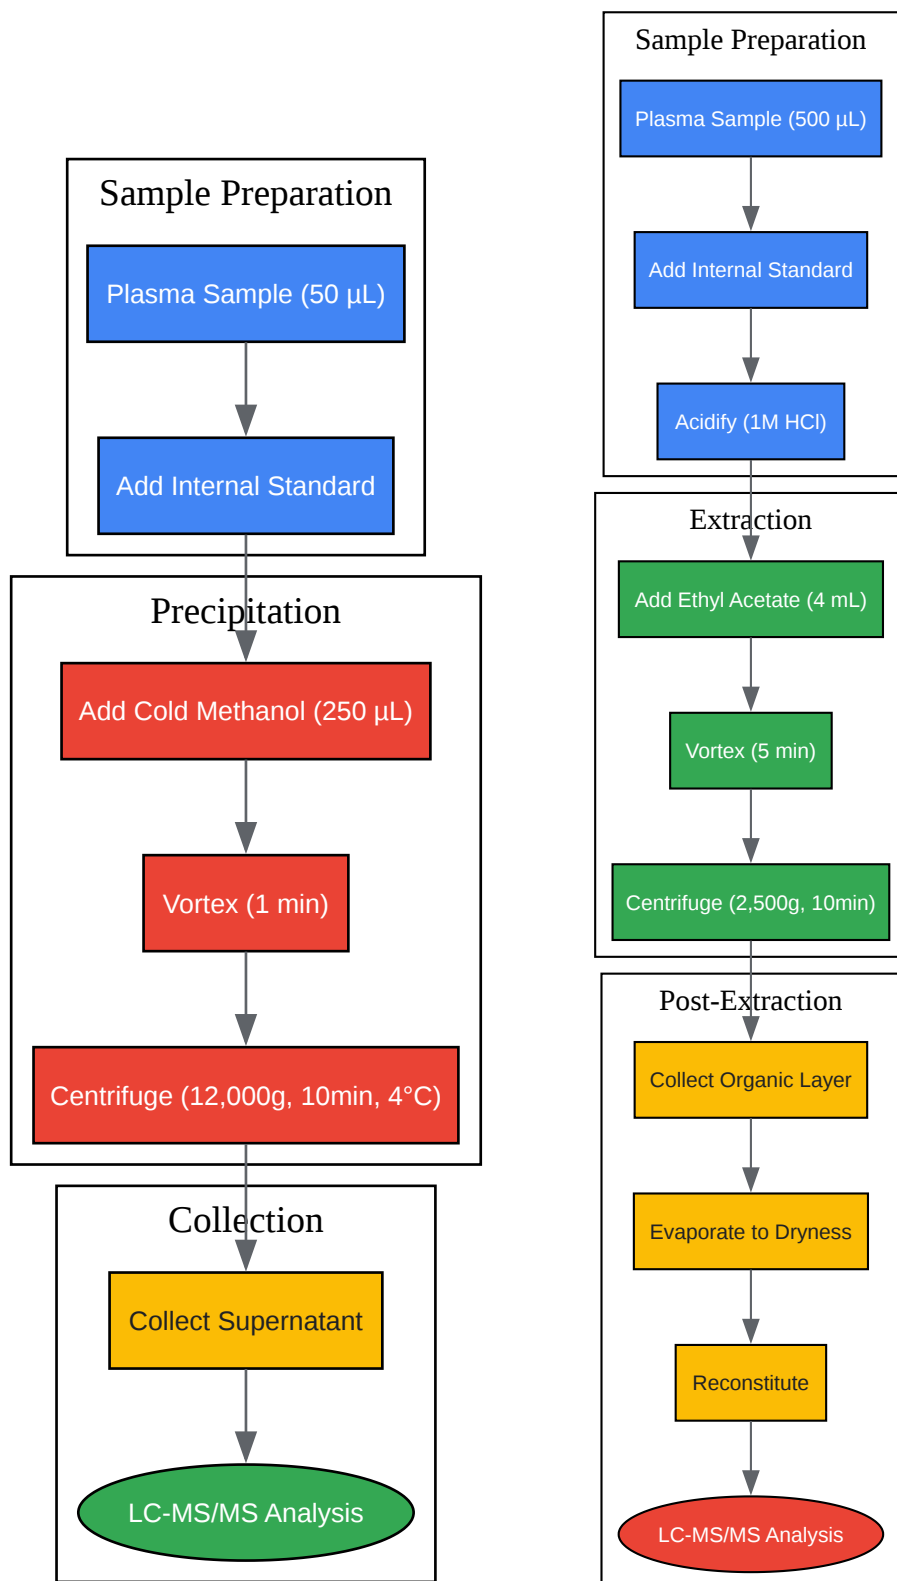 Sample Preparation
Plasma Sample (50 µL)
Add Internal Standard
Precipitation
Add Cold Methanol (250 µL)
Vortex (1 min)
Centrifuge (12,000g, 10min, 4°C)
Collection
Collect Supernatant
LC-MS/MS Analysis
Sample Preparation
Plasma Sample (500 µL)
Add Internal Standard
Acidify (1M HCl)
Extraction
Add Ethyl Acetate (4 mL)
Vortex (5 min)
Centrifuge (2,500g, 10min)
Post-Extraction
Collect Organic Layer
Evaporate to Dryness
Reconstitute
LC-MS/MS Analysis